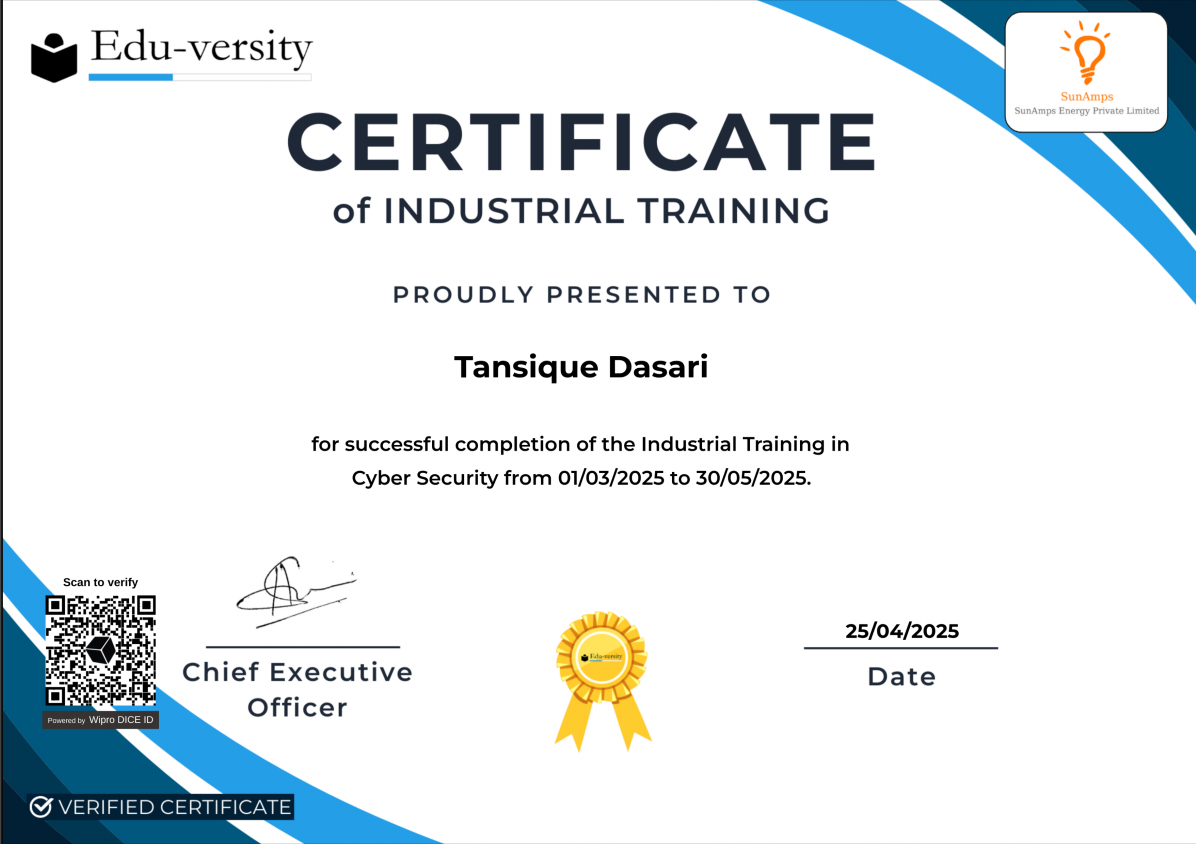 Edu-versity
SunAmps
SunAmps Energy Private Limited
CERTIFICATE
of INDUSTRIAL TRAINING
PROUDLY PRESENTED TO
Tansique Dasari
for successful completion of the Industrial Training in
Cyber Security from 01/03/2025 to 30/05/2025.
Scan to verify
Powered by Wipro DICE ID
Chief Executive
Officer
Edu-versity
25/04/2025
Date
VERIFIED CERTIFICATE